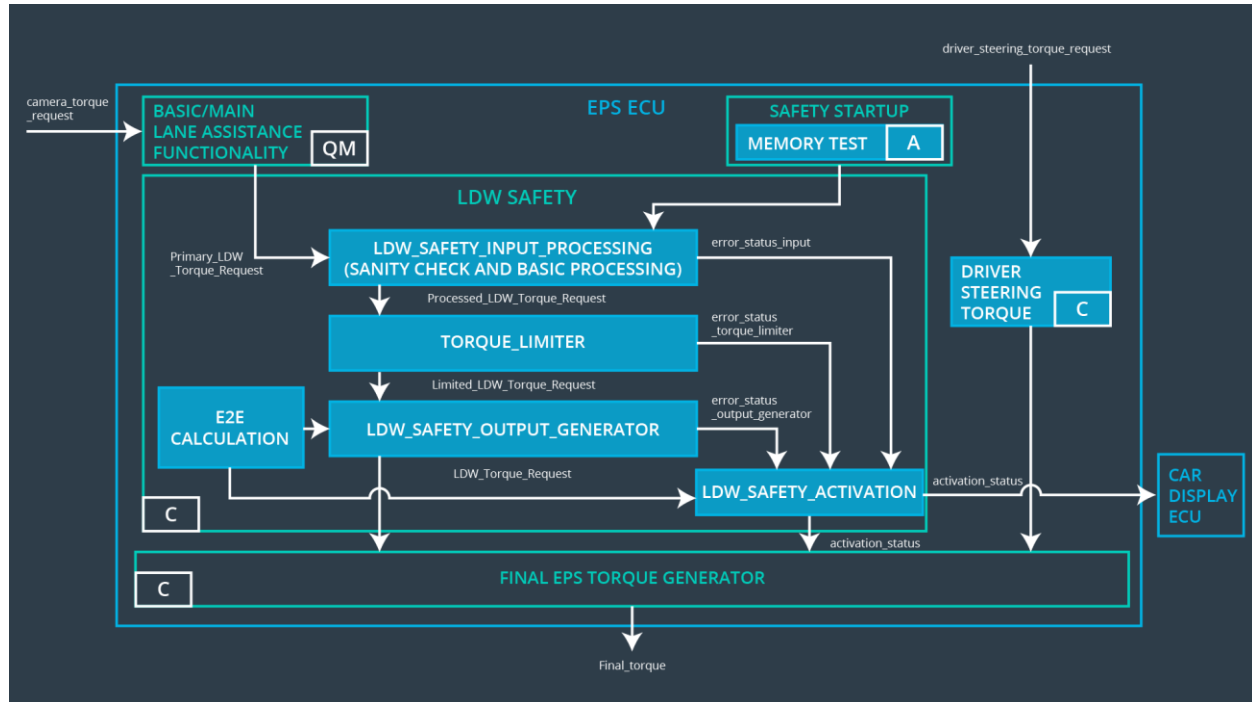 driver_steering_torque_request
camera_torque
_request
EPS ECU
BASIC/MAIN
LANE ASSISTANCE
FUNCTIONALITY
QM
SAFETY STARTUP
MEMORY TEST
A
LDW SAFETY
Primary_LDW
_Torque_Request
LDW_SAFETY_INPUT_PROCESSING
(SANITY CHECK AND BASIC PROCESSING)
error_status_input
DRIVER
STEERING
TORQUE
C
Processed_LDW_Torque_Request
TORQUE_LIMITER
error_status
_torque_limiter
Limited_LDW_Torque_Request
E2E
CALCULATION
LDW_SAFETY_OUTPUT_GENERATOR
error_status
_output_generator
LDW_Torque_Request
LDW_SAFETY_ACTIVATION
activation_status
CAR
DISPLAY
ECU
C
activation_status
C
FINAL EPS TORQUE GENERATOR
Final_torque